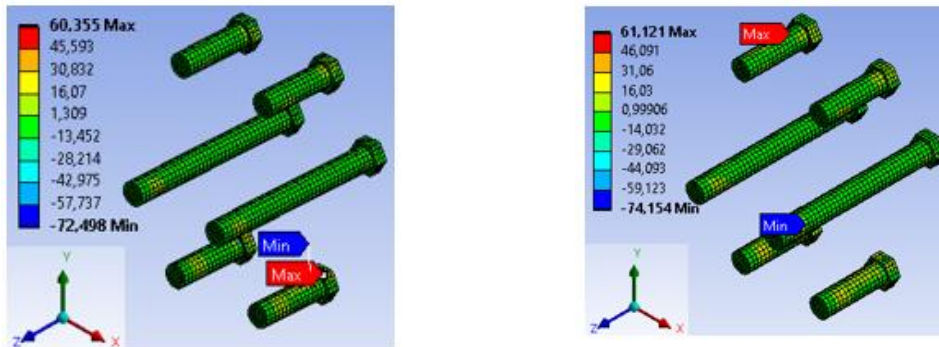 60,355 Max
45,593
30,832
16,07
1,309
-13,452
-28,214
-42,975
-57,737
-72,498 Min
Min
Max
Y
Z
X
61,121 Max
46,091
31,06
16,03
0,99906
-14,032
-29,062
-44,093
-59,123
-74,154 Min
Max
Min
Y
Z
X